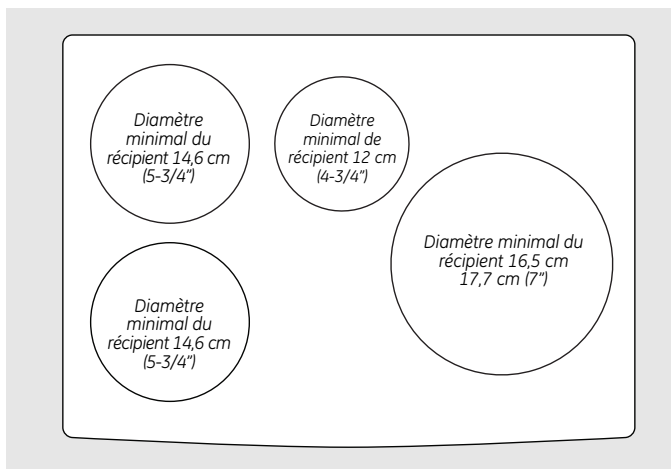 Diamètre
minimal du
récipient 14,6 cm
(5-3/4")
Diamètre
minimal de
récipient 12 cm
(4-3/4")
Diamètre minimal du
récipient 16,5 cm
17,7 cm (7")
Diamètre
minimal du
récipient 14,6 cm
(5-3/4")